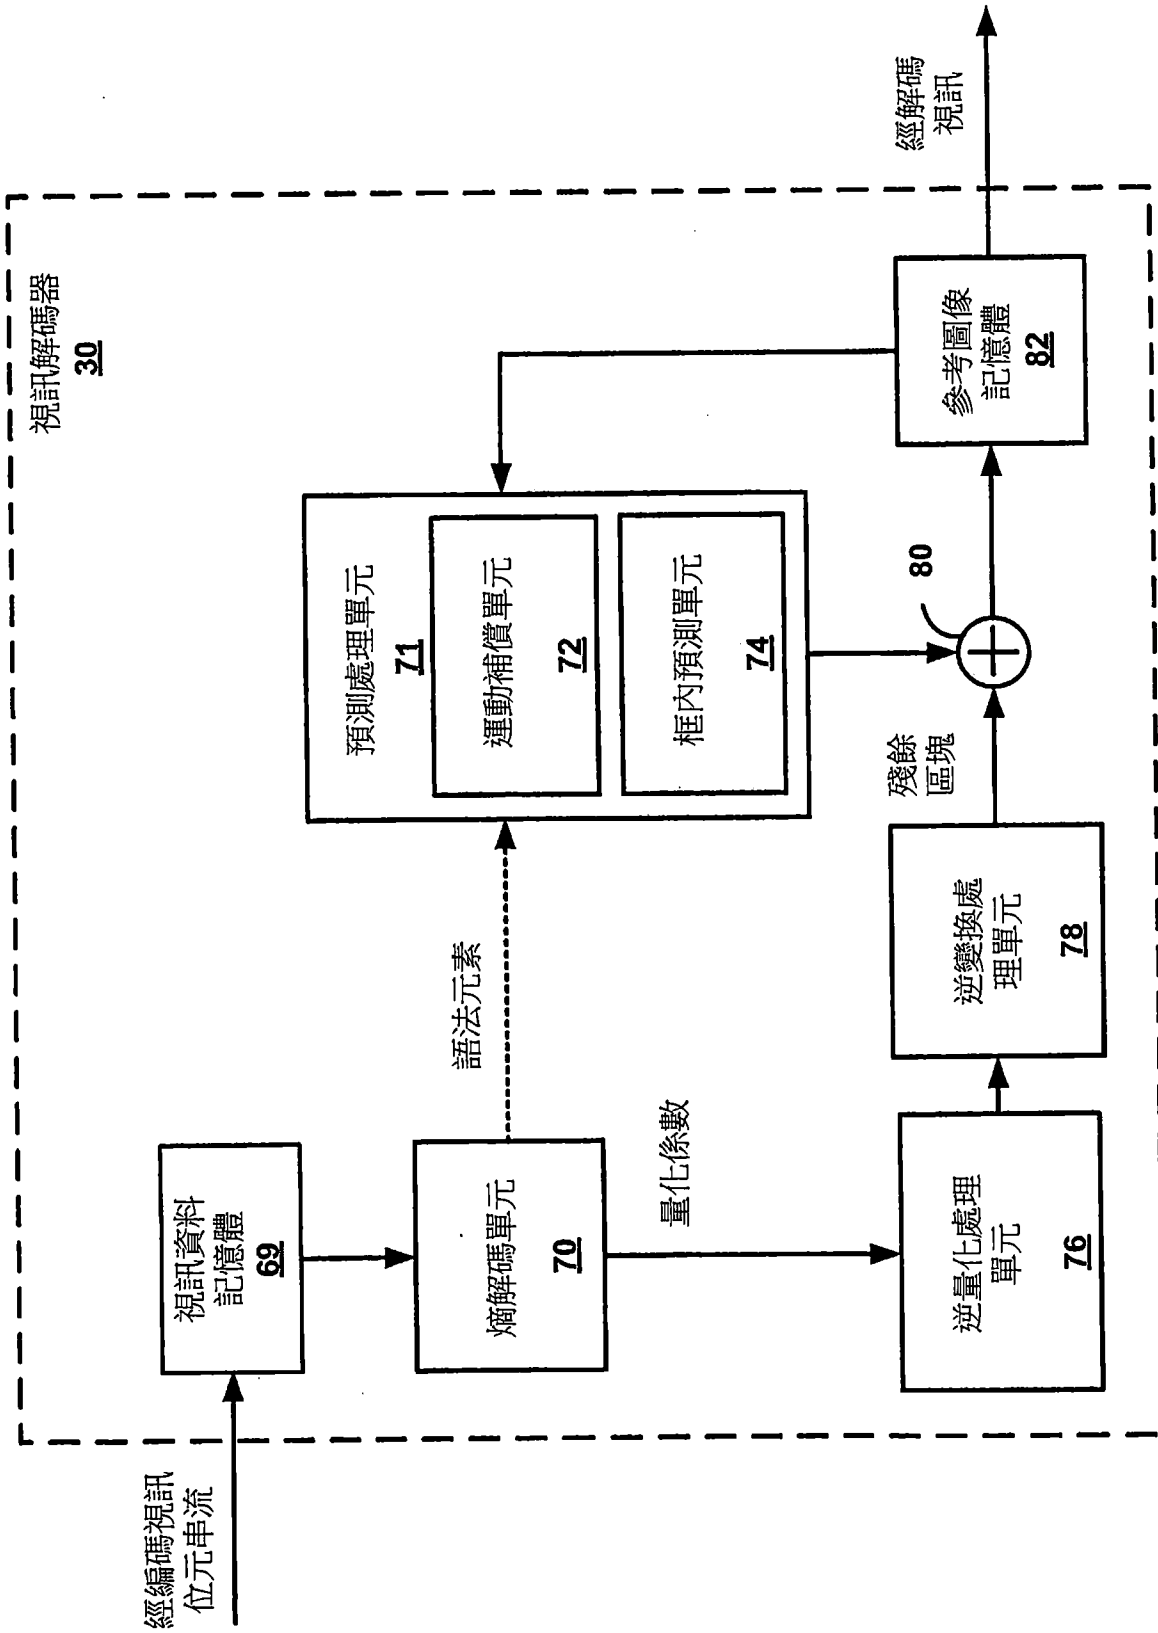 視訊解碼器
30
經編碼視訊
位元串流
視訊資料
記憶體
69
熵解碼單元
70
語法元素
量化係數
預測處理單元
71
運動補償單元
72
框內預測單元
74
逆量化處理
單元
76
逆變換處
理單元
78
殘餘
區塊
80
參考圖像
記憶體
82
經解碼
視訊